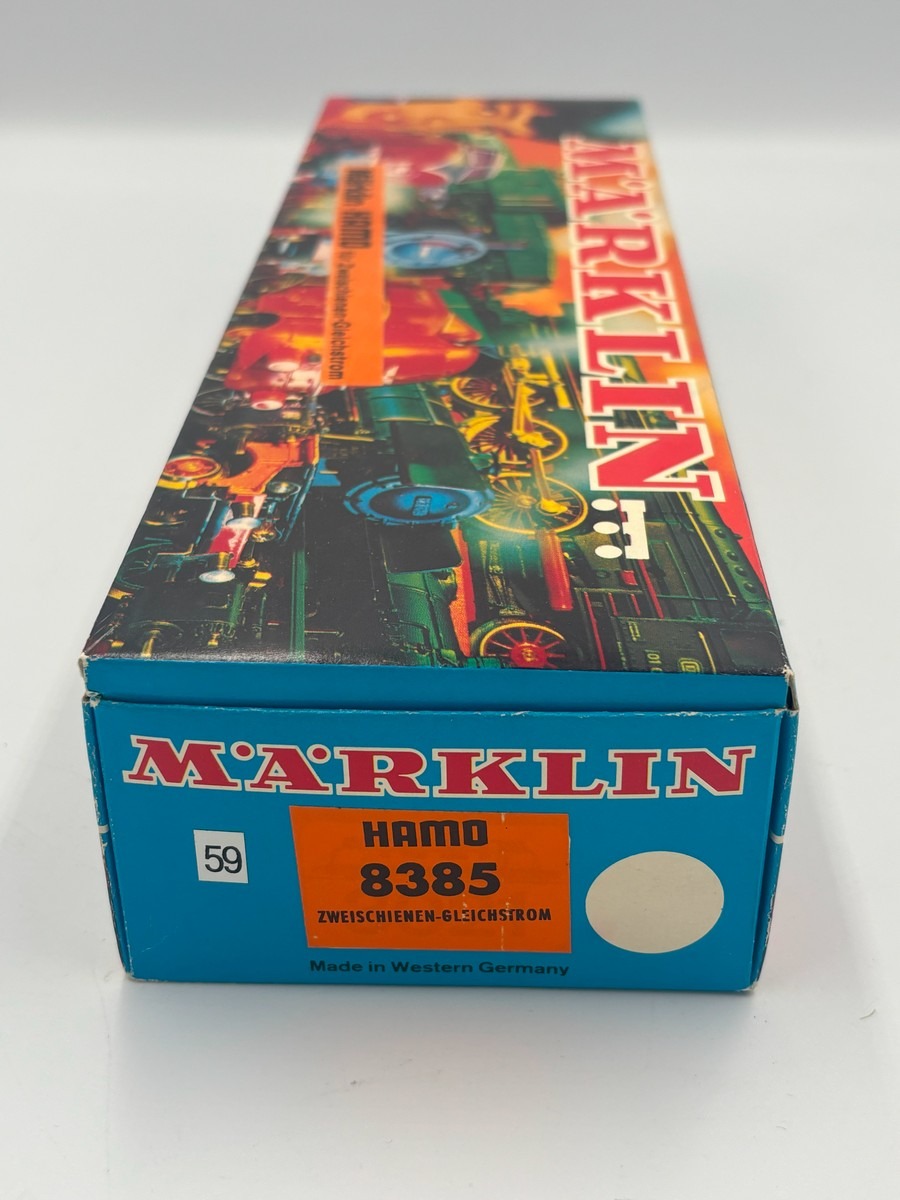 MÄRKLIN
Märklin HAMO für Zweischienen-Gleichstrom
MÄRKLIN
59
HAMO
8385
ZWEISCHIENEN-GLEICHSTROM
Made in Western Germany